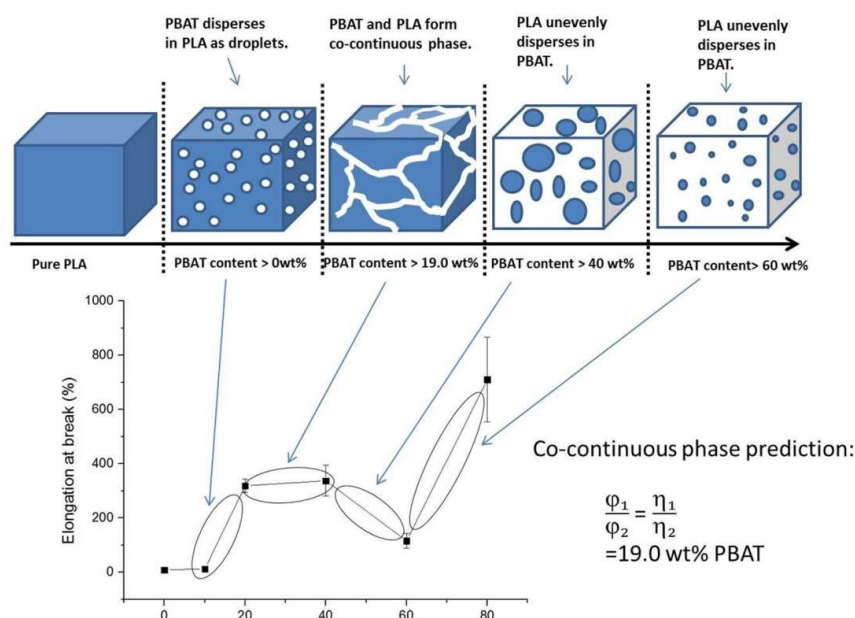 PBAT disperses
in PLA as droplets.
PBAT and PLA form
co-continuous phase.
PLA unevenly
disperses in
PBAT.
PLA unevenly
disperses in
PBAT.
Pure PLA
PBAT content > 0wt%
PBAT content > 19.0 wt%
PBAT content > 40 wt%
PBAT content> 60 wt%
Elongation at break (%)
1000
800
600
400
200
0
0
20
40
60
80
Co-continuous phase prediction:
φ₁/φ₂ = η₁/η₂
=19.0 wt% PBAT